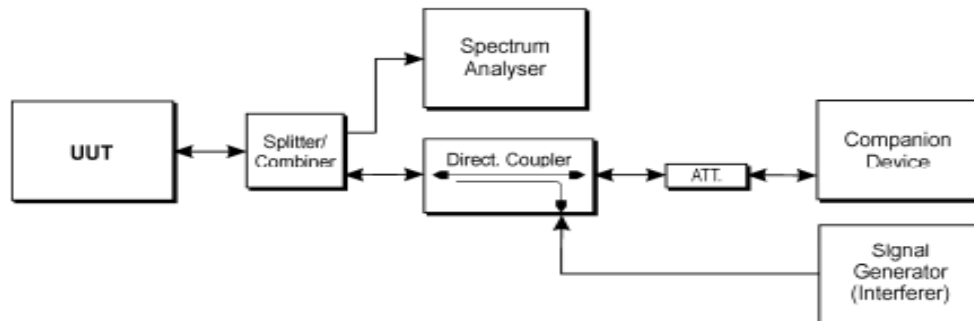 Spectrum
Analyser
UUT
Splitter/
Combiner
Direct. Coupler
ATT.
Companion
Device
Signal
Generator
(Interferer)